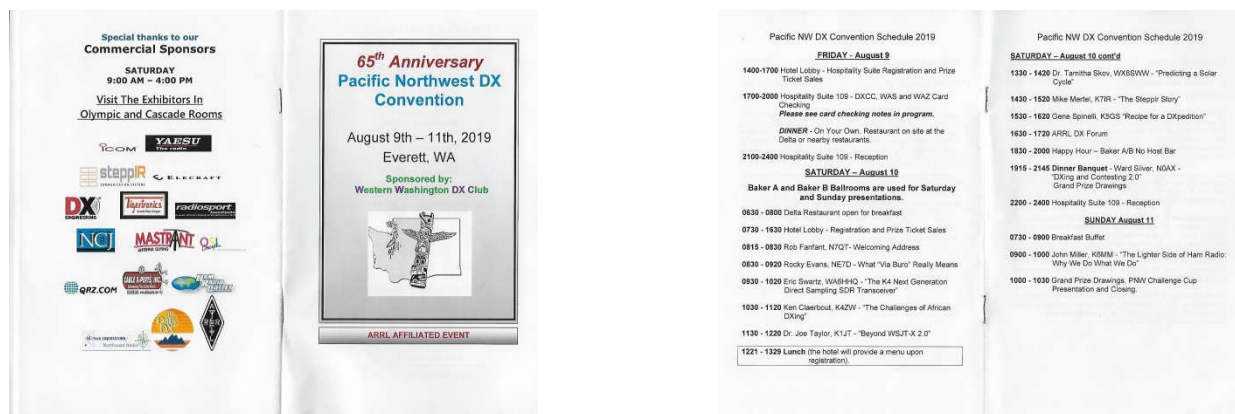 Special thanks to our
Commercial Sponsors
SATURDAY
9:00 AM – 4:00 PM
Visit The Exhibitors In
Olympic and Cascade Rooms
ICOM
YAESU
The radio
steppIR
ELECRAFT
DX
ENGINEERING
Tigertronics
radiosport
NCJ
MASTRANT
QRZ.COM
Daily
DX
65th Anniversary
Pacific Northwest DX
Convention
August 9th – 11th, 2019
Everett, WA
Sponsored by:
Western Washington DX Club
ARRL AFFILIATED EVENT
Pacific NW DX Convention Schedule 2019
FRIDAY - August 9
1400-1700 Hotel Lobby - Hospitality Suite Registration and Prize
Ticket Sales
1700-2000 Hospitality Suite 109 - DXCC, WAS and WAZ Card
Checking
Please see card checking notes in program.
DINNER - On Your Own. Restaurant on site at the
Delta or nearby restaurants.
2100-2400 Hospitality Suite 109 - Reception
SATURDAY – August 10
Baker A and Baker B Ballrooms are used for Saturday
and Sunday presentations.
0630 - 0800 Delta Restaurant open for breakfast
0730 - 1630 Hotel Lobby - Registration and Prize Ticket Sales
0815 - 0830 Rob Fanfant, N7QT- Welcoming Address
0830 - 0920 Rocky Evans, NE7D - What "Via Buro" Really Means
0930 - 1020 Eric Swartz, WA6HHQ - "The K4 Next Generation
Direct Sampling SDR Transceiver"
1030 - 1120 Ken Claerbout, K4ZW - "The Challenges of African
DXing"
1130 - 1220 Dr. Joe Taylor, K1JT - "Beyond WSJT-X 2.0"
1221 - 1329 Lunch (the hotel will provide a menu upon
registration).
Pacific NW DX Convention Schedule 2019
SATURDAY – August 10 cont'd
1330 - 1420 Dr. Tamitha Skov, WX6SWW - "Predicting a Solar
Cycle"
1430 - 1520 Mike Mertel, K7IR - "The Steppir Story"
1530 - 1620 Gene Spinelli, K5GS "Recipe for a DXpedition"
1630 - 1720 ARRL DX Forum
1830 - 2000 Happy Hour – Baker A/B No Host Bar
1915 - 2145 Dinner Banquet - Ward Silver, N0AX -
"DXing and Contesting 2.0"
Grand Prize Drawings
2200 - 2400 Hospitality Suite 109 - Reception
SUNDAY August 11
0730 - 0900 Breakfast Buffet
0900 - 1000 John Miller, K6MM - "The Lighter Side of Ham Radio:
Why We Do What We Do"
1000 - 1030 Grand Prize Drawings, PNW Challenge Cup
Presentation and Closing.